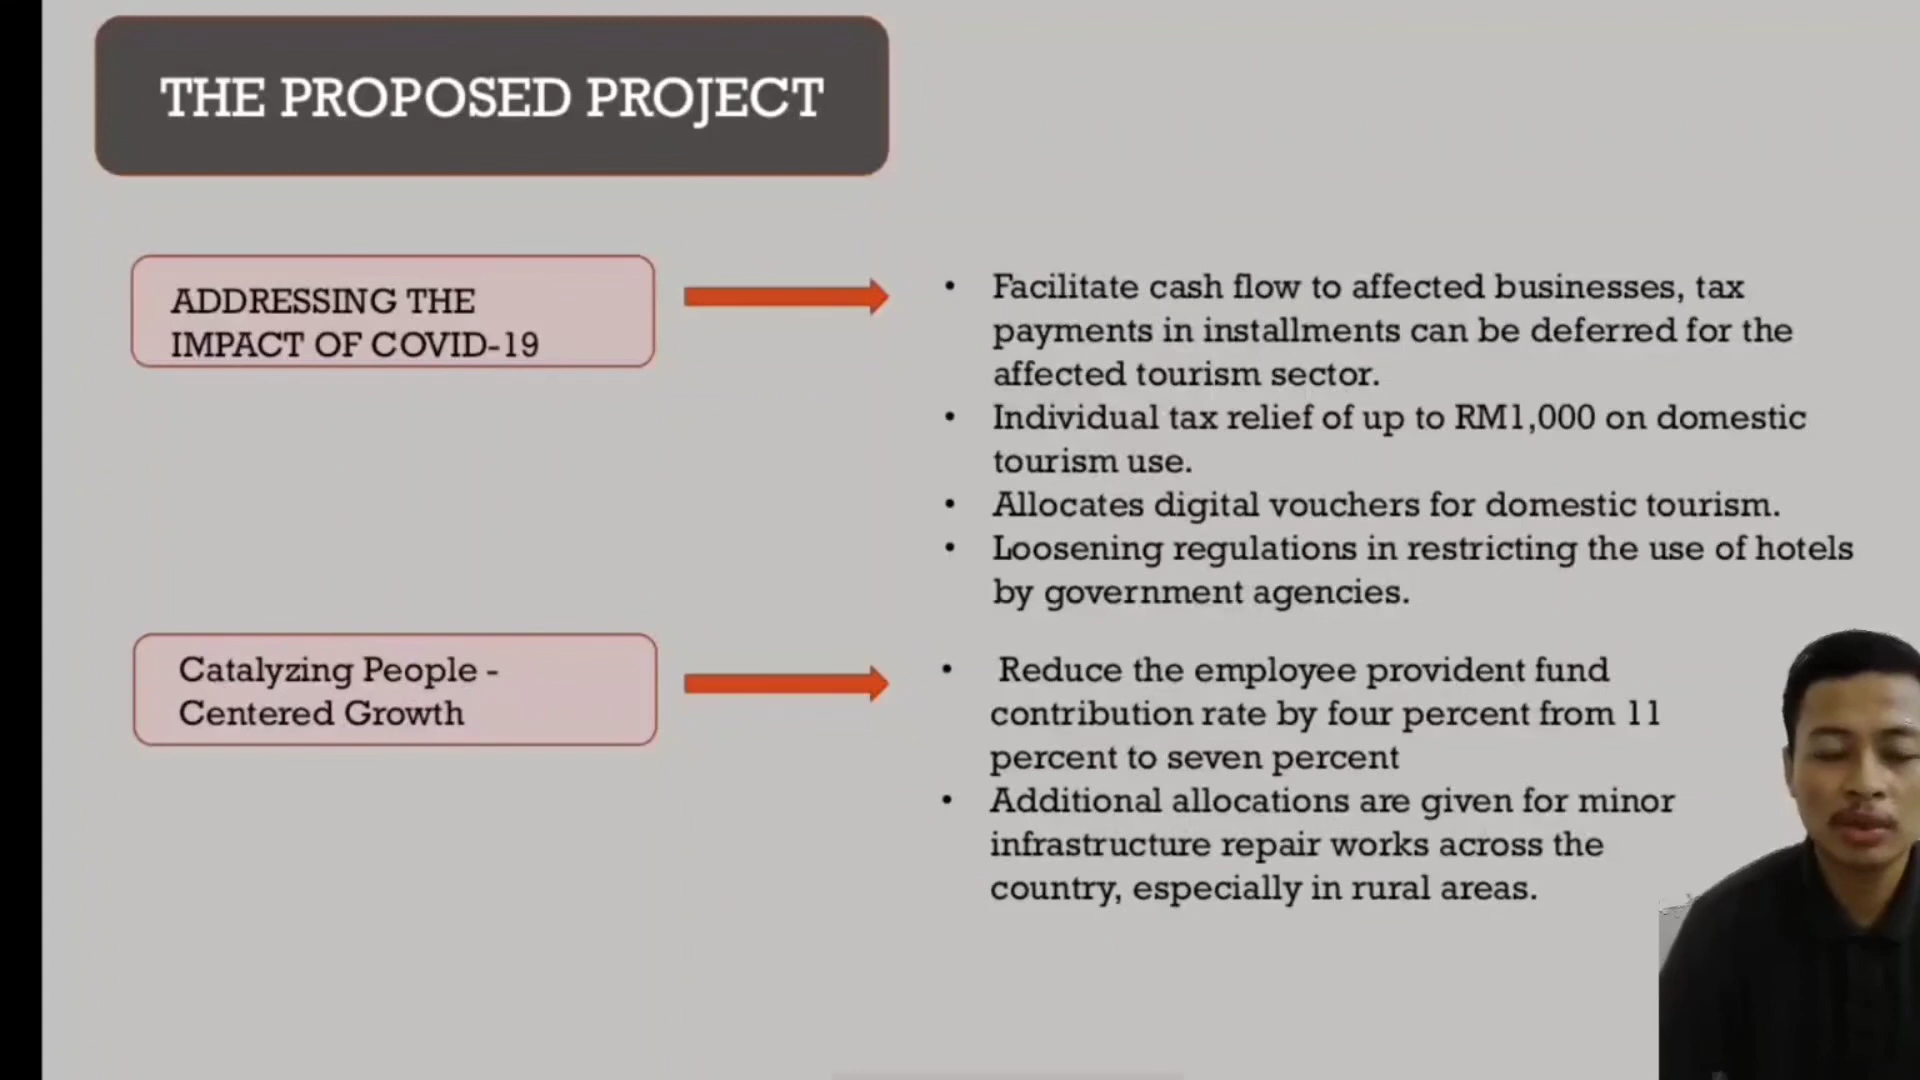 THE PROPOSED PROJECT
ADDRESSING THE
IMPACT OF COVID-19
• Facilitate cash flow to affected businesses, tax
payments in installments can be deferred for the
affected tourism sector.
• Individual tax relief of up to RM1,000 on domestic
tourism use.
• Allocates digital vouchers for domestic tourism.
• Loosening regulations in restricting the use of hotels
by government agencies.
Catalyzing People -
Centered Growth
• Reduce the employee provident fund
contribution rate by four percent from 11
percent to seven percent
• Additional allocations are given for minor
infrastructure repair works across the
country, especially in rural areas.